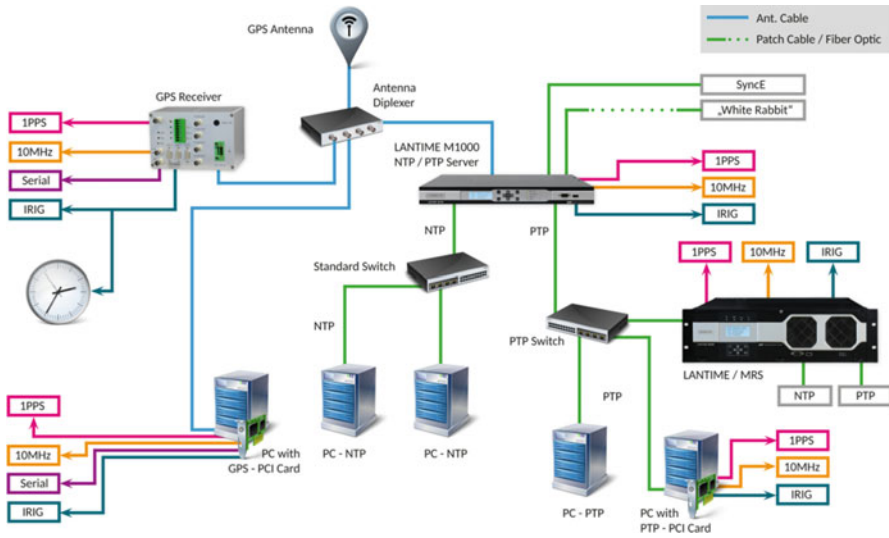 GPS Antenna
Ant. Cable
Patch Cable / Fiber Optic
Antenna
Diplexer
GPS Receiver
1PPS
10MHz
Serial
IRIG
SyncE
„White Rabbit“
LANTIME M1000
NTP / PTP Server
1PPS
10MHz
IRIG
NTP
PTP
Standard Switch
NTP
PTP Switch
PTP
1PPS
10MHz
IRIG
LANTIME / MRS
NTP
PTP
1PPS
10MHz
Serial
IRIG
PC with
GPS - PCI Card
PC - NTP
PC - NTP
PC - PTP
PC with
PTP - PCI Card
1PPS
10MHz
IRIG